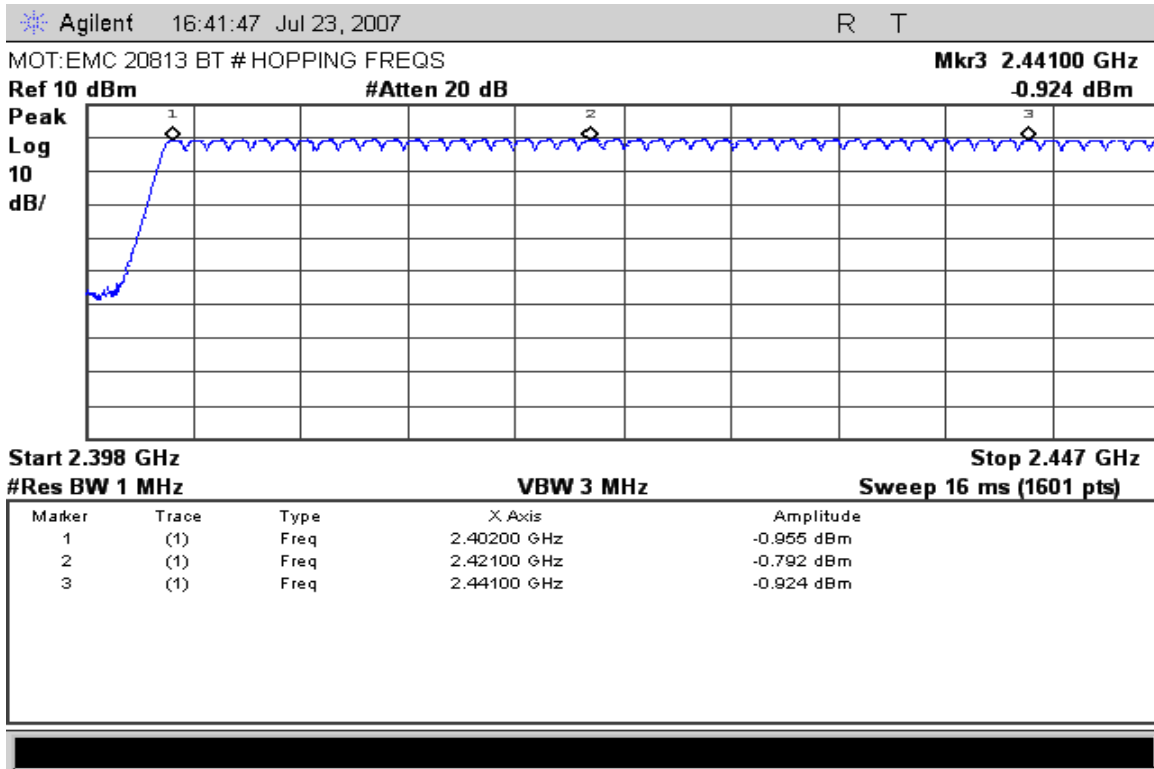 Agilent 16:41:47 Jul 23, 2007 R T
MOT:EMC 20813 BT # HOPPING FREQS Mkr3 2.44100 GHz
Ref 10 dBm #Atten 20 dB -0.924 dBm
Peak
Log
10
dB/
1 2 3
Start 2.398 GHz Stop 2.447 GHz
#Res BW 1 MHz VBW 3 MHz Sweep 16 ms (1601 pts)
Marker Trace Type X Axis Amplitude
1 (1) Freq 2.40200 GHz -0.955 dBm
2 (1) Freq 2.42100 GHz -0.792 dBm
3 (1) Freq 2.44100 GHz -0.924 dBm